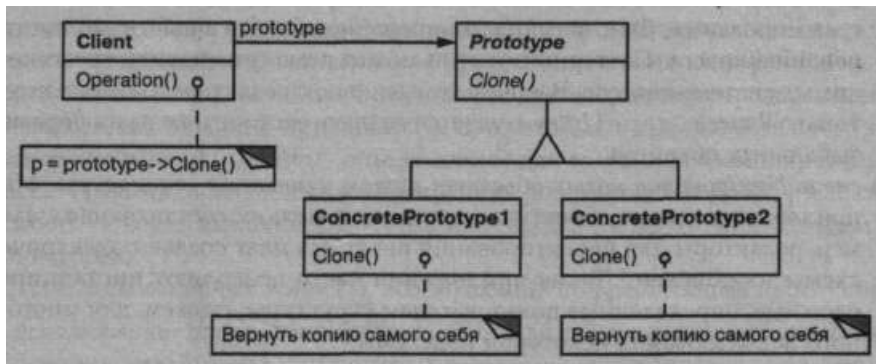 Client
prototype
Prototype
Operation()
Clone()
p = prototype->Clone()
ConcretePrototype1
ConcretePrototype2
Clone()
Clone()
Вернуть копию самого себя
Вернуть копию самого себя